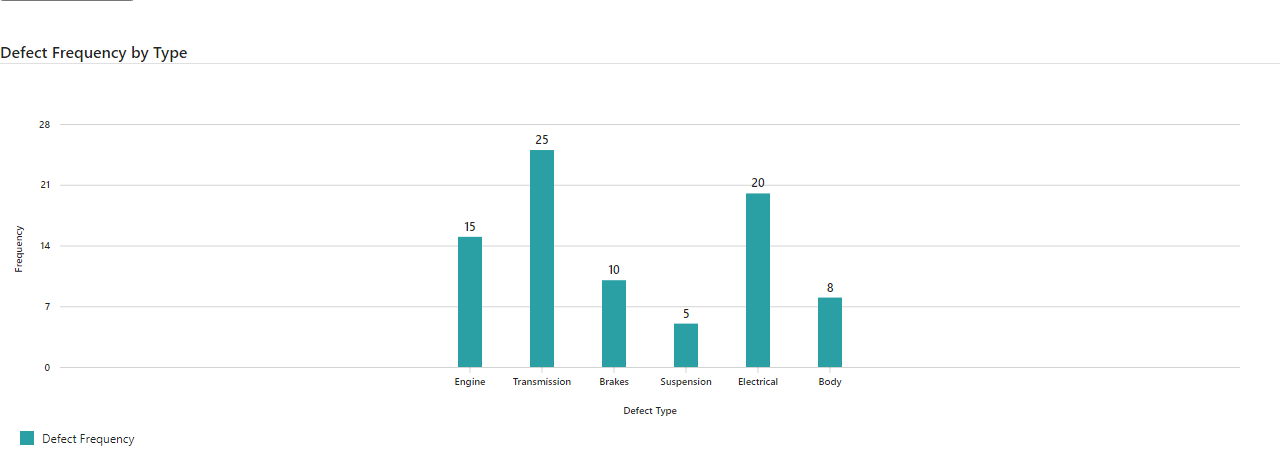 Defect Frequency by Type
28
21
14
7
0
Frequency
15
25
10
5
20
8
Engine Transmission Brakes Suspension Electrical Body
Defect Type
Defect Frequency